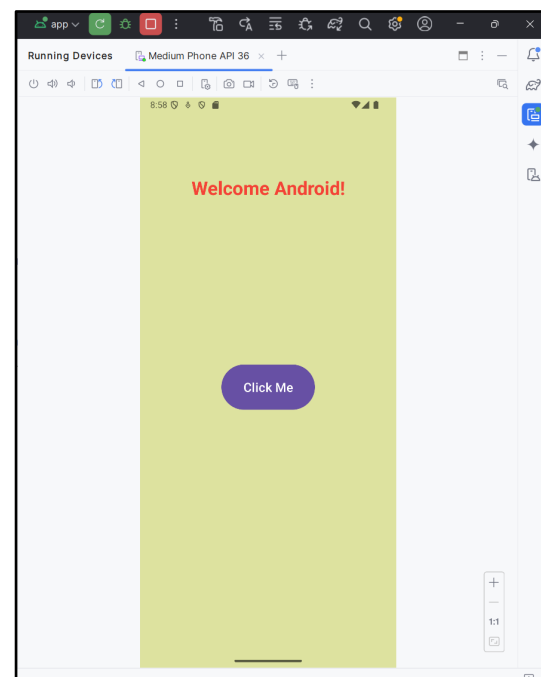 app
Running Devices
Medium Phone API 36
8:58
Welcome Android!
Click Me
1:1